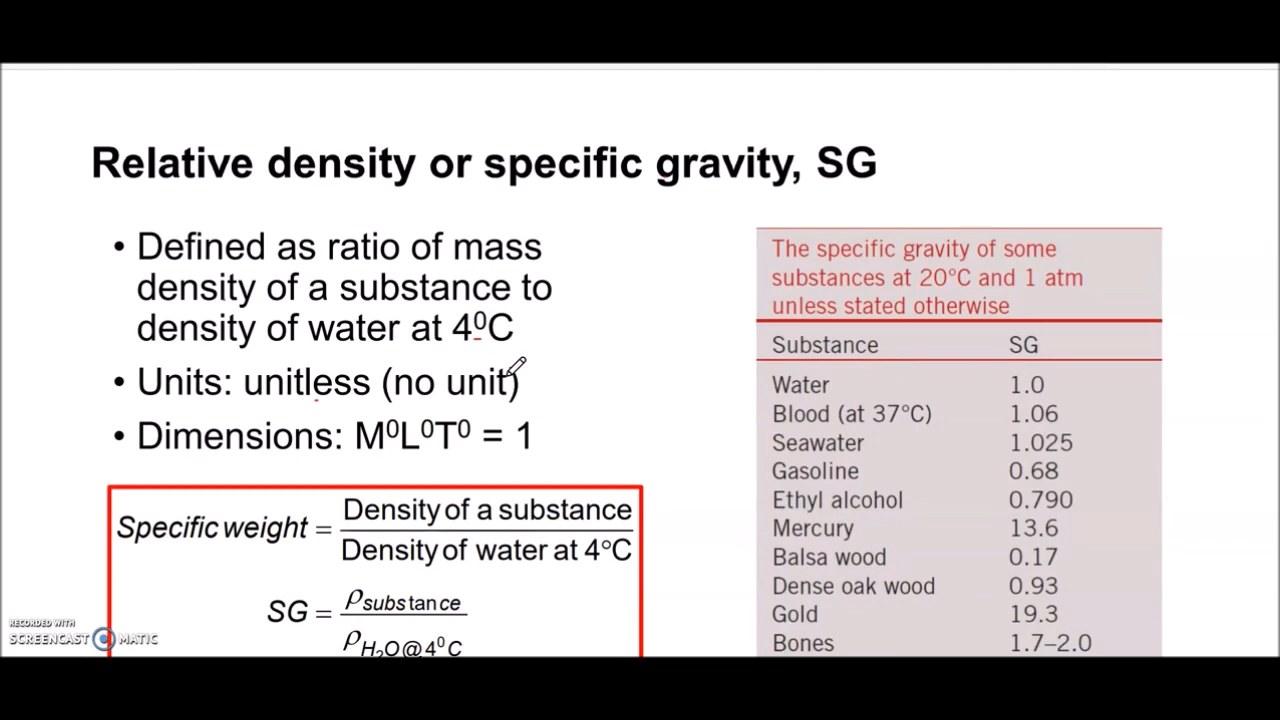 Relative density or specific gravity, SG
• Defined as ratio of mass
density of a substance to
density of water at 4⁰C
• Units: unitless (no unit)
• Dimensions: M⁰L⁰T⁰ = 1
Specific weight = Density of a substance / Density of water at 4°C
SG = ρsubstance / ρH₂O@4⁰C
The specific gravity of some
substances at 20°C and 1 atm
unless stated otherwise
Substance SG
Water 1.0
Blood (at 37°C) 1.06
Seawater 1.025
Gasoline 0.68
Ethyl alcohol 0.790
Mercury 13.6
Balsa wood 0.17
Dense oak wood 0.93
Gold 19.3
Bones 1.7–2.0
RECORDED WITH
SCREENCAST MATIC